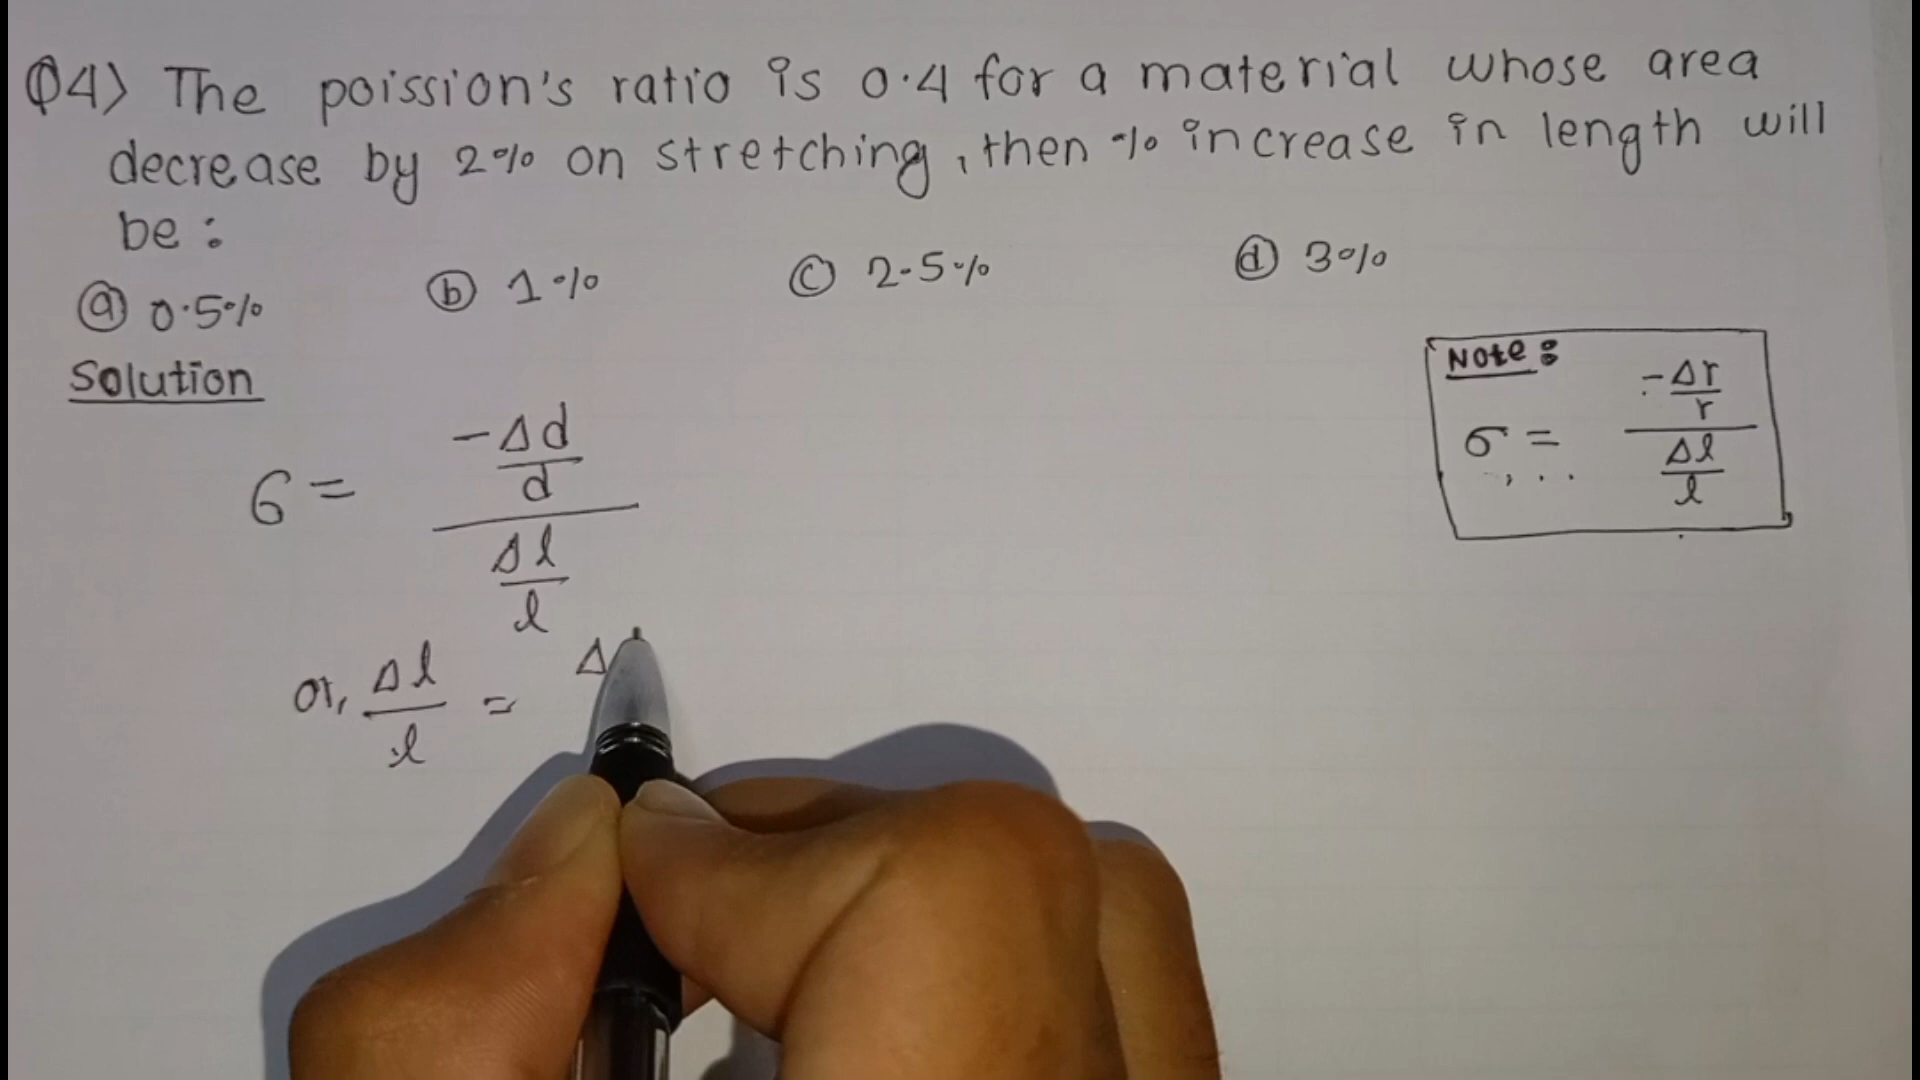 Q4) The poission's ratio is 0.4 for a material whose area
decrease by 2% on stretching, then % increase in length will
be :
(a) 0.5% (b) 1% (c) 2.5% (d) 3%
Solution
Note :
σ = (-Δr/r)/(Δl/l)
6 = (-Δd/d)/(Δl/l)
or, Δl/l = Δ